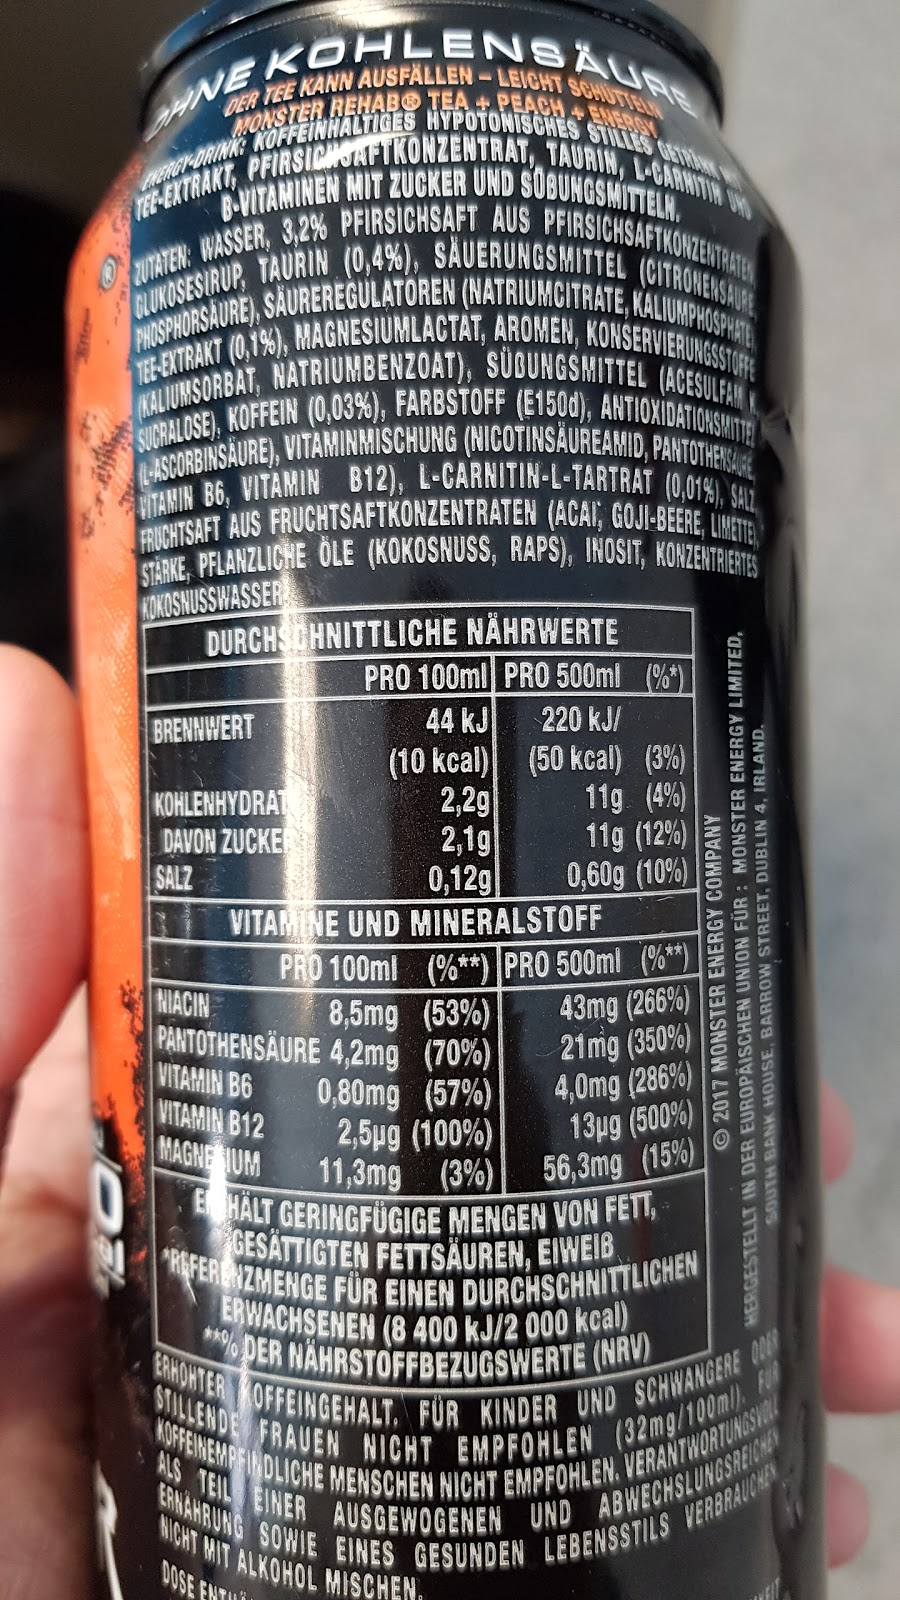 OHNE KOHLENSÄURE
DER TEE KANN AUSFÄLLEN – LEICHT SCHÜTTELN
MONSTER REHAB® TEA + PEACH + ENERGY
ENERGY-DRINK: KOFFEINHALTIGES HYPOTONISCHES STILLES GETRÄNK MIT
TEE-EXTRAKT, PFIRSICHSAFTKONZENTRAT, TAURIN, L-CARNITIN UND
B-VITAMINEN MIT ZUCKER UND SÜßUNGSMITTELN.
ZUTATEN: WASSER, 3,2% PFIRSICHSAFT AUS PFIRSICHSAFTKONZENTRATEN,
GLUKOSESIRUP, TAURIN (0,4%), SÄUERUNGSMITTEL (CITRONENSÄURE,
PHOSPHORSÄURE), SÄUREREGULATOREN (NATRIUMCITRATE, KALIUMPHOSPHATE),
TEE-EXTRAKT (0,1%), MAGNESIUMLACTAT, AROMEN, KONSERVIERUNGSSTOFFE
(KALIUMSORBAT, NATRIUMBENZOAT), SÜßUNGSMITTEL (ACESULFAM K,
SUCRALOSE), KOFFEIN (0,03%), FARBSTOFF (E150d), ANTIOXIDATIONSMITTEL
(L-ASCORBINSÄURE), VITAMINMISCHUNG (NICOTINSÄUREAMID, PANTOTHENSÄURE,
VITAMIN B6, VITAMIN B12), L-CARNITIN-L-TARTRAT (0,01%), SALZ,
FRUCHTSAFT AUS FRUCHTSAFTKONZENTRATEN (ACAI, GOJI-BEERE, LIMETTE),
STÄRKE, PFLANZLICHE ÖLE (KOKOSNUSS, RAPS), INOSIT, KONZENTRIERTES
KOKOSNUSSWASSER.
DURCHSCHNITTLICHE NÄHRWERTE
PRO 100ml PRO 500ml (%*)
BRENNWERT 44 kJ 220 kJ/
(10 kcal) (50 kcal) (3%)
KOHLENHYDRAT 2,2g 11g (4%)
DAVON ZUCKER 2,1g 11g (12%)
SALZ 0,12g 0,60g (10%)
VITAMINE UND MINERALSTOFF
PRO 100ml (%**) PRO 500ml (%**)
NIACIN 8,5mg (53%) 43mg (266%)
PANTOTHENSÄURE 4,2mg (70%) 21mg (350%)
VITAMIN B6 0,80mg (57%) 4,0mg (286%)
VITAMIN B12 2,5µg (100%) 13µg (500%)
MAGNESIUM 11,3mg (3%) 56,3mg (15%)
ENTHÄLT GERINGFÜGIGE MENGEN VON FETT,
GESÄTTIGTEN FETTSÄUREN, EIWEIß
*REFERENZMENGE FÜR EINEN DURCHSCHNITTLICHEN
ERWACHSENEN (8 400 kJ/2 000 kcal)
**% DER NÄHRSTOFFBEZUGSWERTE (NRV)
© 2017 MONSTER ENERGY COMPANY
HERGESTELLT IN DER EUROPÄISCHEN UNION FÜR: MONSTER ENERGY LIMITED,
SOUTH BANK HOUSE, BARROW STREET, DUBLIN 4, IRLAND.
ERHÖHTER KOFFEINGEHALT. FÜR KINDER UND SCHWANGERE ODER
STILLENDE FRAUEN NICHT EMPFOHLEN (32mg/100ml). FÜR
KOFFEINEMPFINDLICHE MENSCHEN NICHT EMPFOHLEN. VERANTWORTUNGSVOLL
ALS TEIL EINER AUSGEWOGENEN UND ABWECHSLUNGSREICHEN
ERNÄHRUNG SOWIE EINES GESUNDEN LEBENSSTILS VERBRAUCHEN.
NICHT MIT ALKOHOL MISCHEN.
DOSE